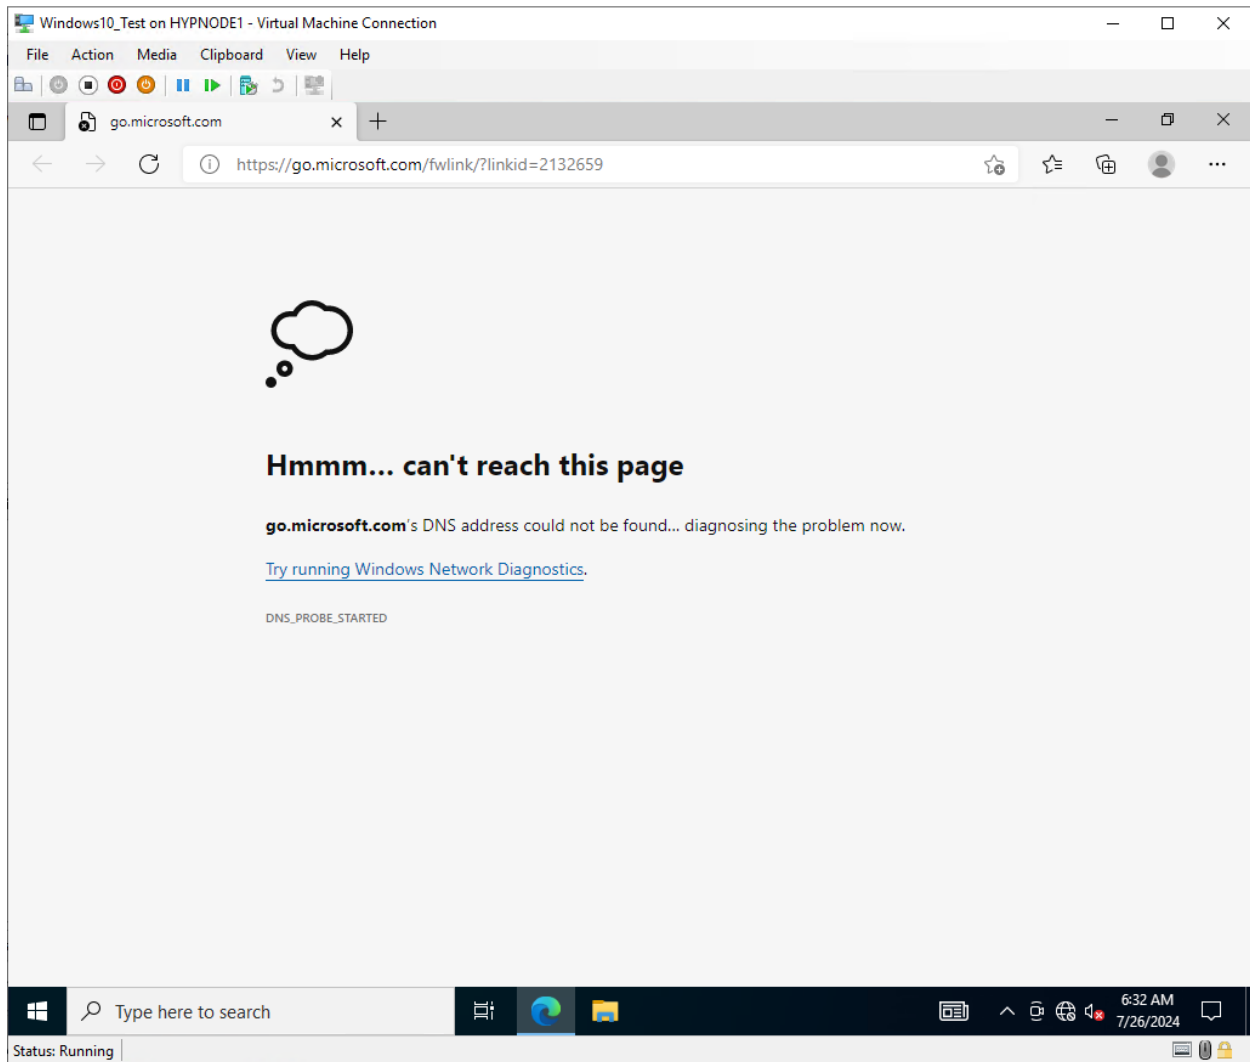 Windows10_Test on HYPNODE1 - Virtual Machine Connection
File Action Media Clipboard View Help
go.microsoft.com
https://go.microsoft.com/fwlink/?linkid=2132659
Hmmm... can't reach this page
go.microsoft.com's DNS address could not be found... diagnosing the problem now.
Try running Windows Network Diagnostics.
DNS_PROBE_STARTED
Type here to search
6:32 AM
7/26/2024
Status: Running